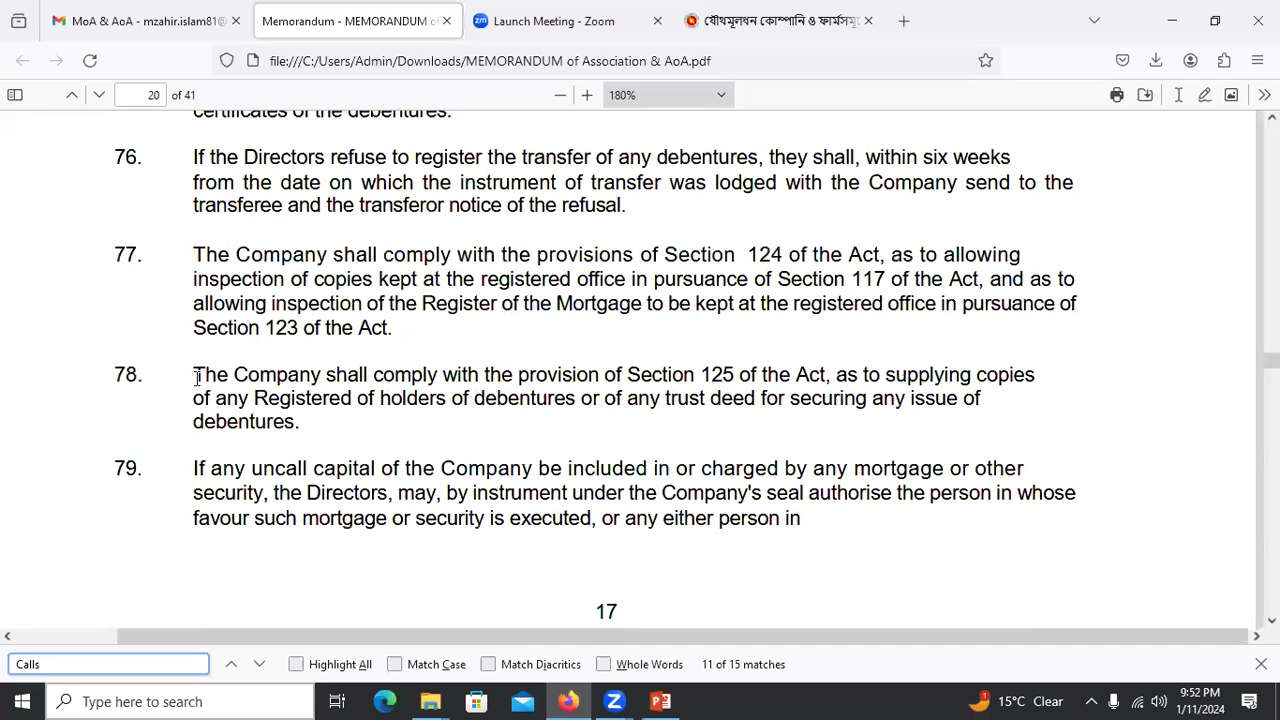 MoA & AoA - mzahir.islam81@
Memorandum - MEMORANDUM of
Launch Meeting - Zoom
যৌথমূলধন কোম্পানি ও ফার্মসমূ
file:///C:/Users/Admin/Downloads/MEMORANDUM of Association & AoA.pdf
20 of 41
180%
certificates of the debentures.
76. If the Directors refuse to register the transfer of any debentures, they shall, within six weeks
from the date on which the instrument of transfer was lodged with the Company send to the
transferee and the transferor notice of the refusal.
77. The Company shall comply with the provisions of Section 124 of the Act, as to allowing
inspection of copies kept at the registered office in pursuance of Section 117 of the Act, and as to
allowing inspection of the Register of the Mortgage to be kept at the registered office in pursuance of
Section 123 of the Act.
78. The Company shall comply with the provision of Section 125 of the Act, as to supplying copies
of any Registered of holders of debentures or of any trust deed for securing any issue of
debentures.
79. If any uncall capital of the Company be included in or charged by any mortgage or other
security, the Directors, may, by instrument under the Company's seal authorise the person in whose
favour such mortgage or security is executed, or any either person in
17
Calls
Highlight All
Match Case
Match Diacritics
Whole Words
11 of 15 matches
Type here to search
1
15°C Clear
9:52 PM
1/11/2024